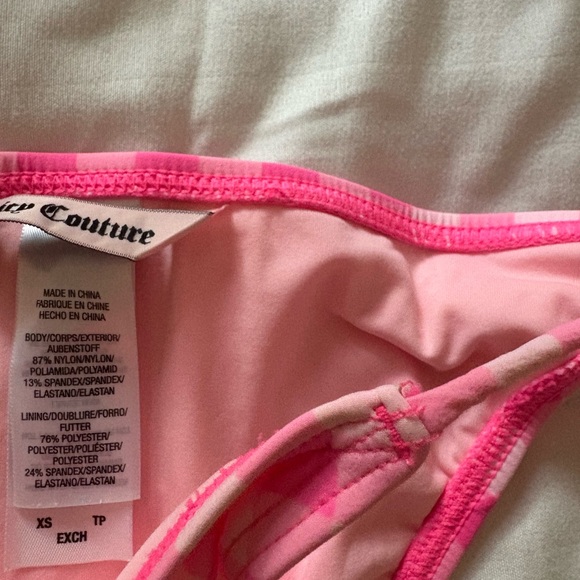 Couture
MADE IN CHINA
FABRIQUE EN CHINE
HECHO EN CHINA
BODY/CORPS/EXTERIOR/
AUBENSTOFF
87% NYLON/NYLON/
POLIAMIDA/POLYAMID
13% SPANDEX/SPANDEX/
ELASTANO/ELASTAN
LINING/DOUBLURE/FORRO/
FUTTER
76% POLYESTER/
POLYESTER/POLIÉSTER/
POLYESTER
24% SPANDEX/SPANDEX/
ELASTANO/ELASTAN
XS TP
EXCH